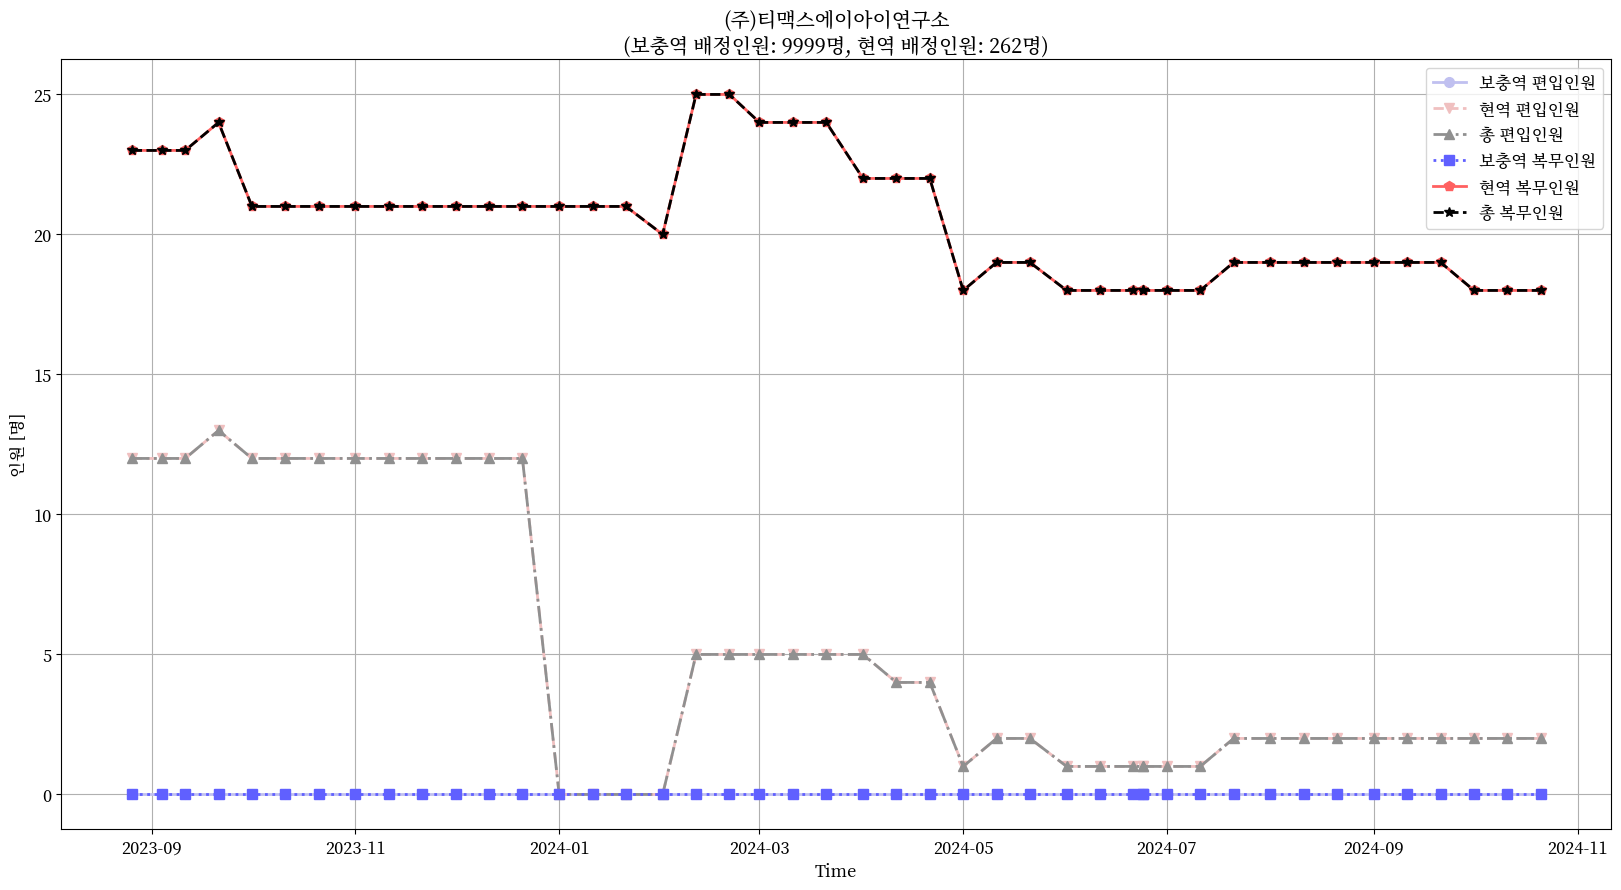 (주)티맥스에이아이연구소
(보충역 배정인원: 9999명, 현역 배정인원: 262명)
보충역 편입인원
현역 편입인원
총 편입인원
보충역 복무인원
현역 복무인원
총 복무인원
인원 [명]
25
20
15
10
5
0
2023-09
2023-11
2024-01
2024-03
2024-05
2024-07
2024-09
2024-11
Time